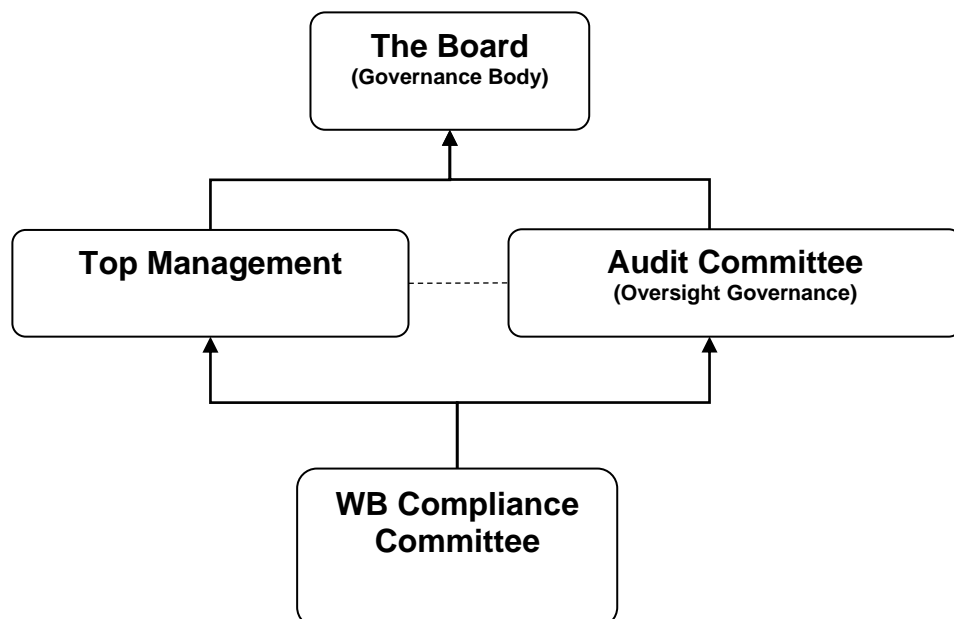 The Board
(Governance Body)
Top Management
Audit Committee
(Oversight Governance)
WB Compliance
Committee